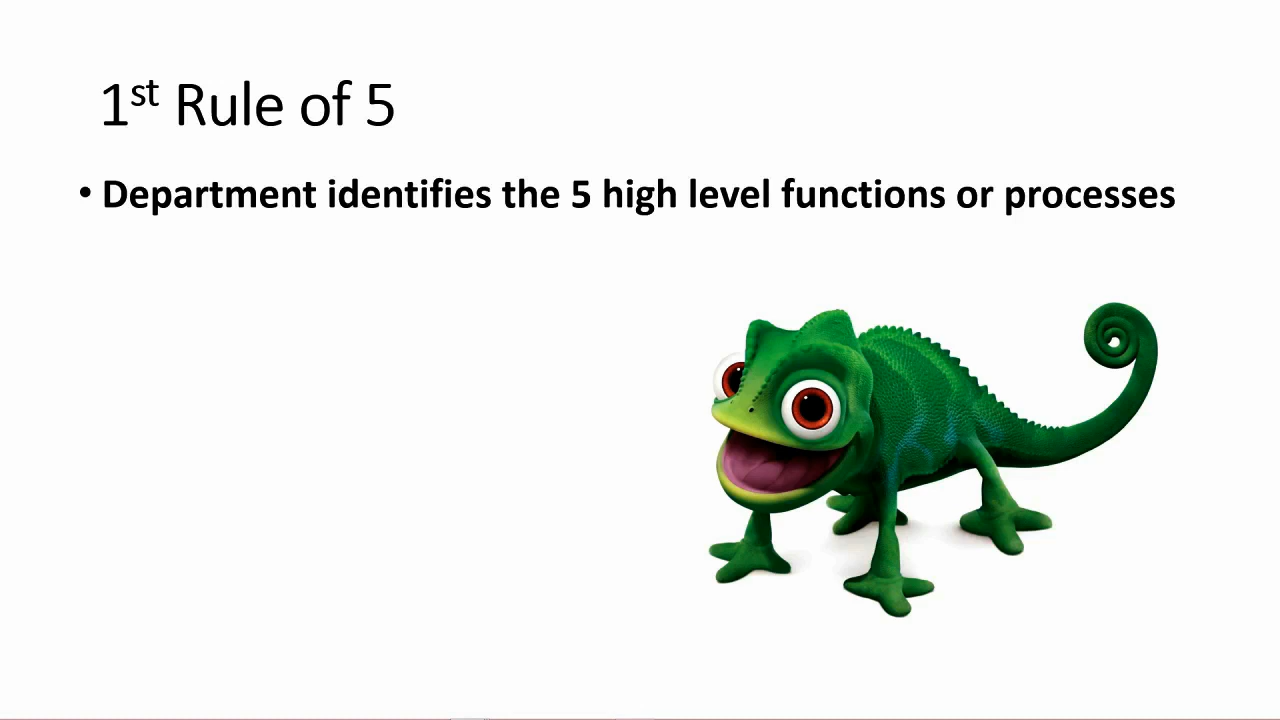 1st Rule of 5
• Department identifies the 5 high level functions or processes